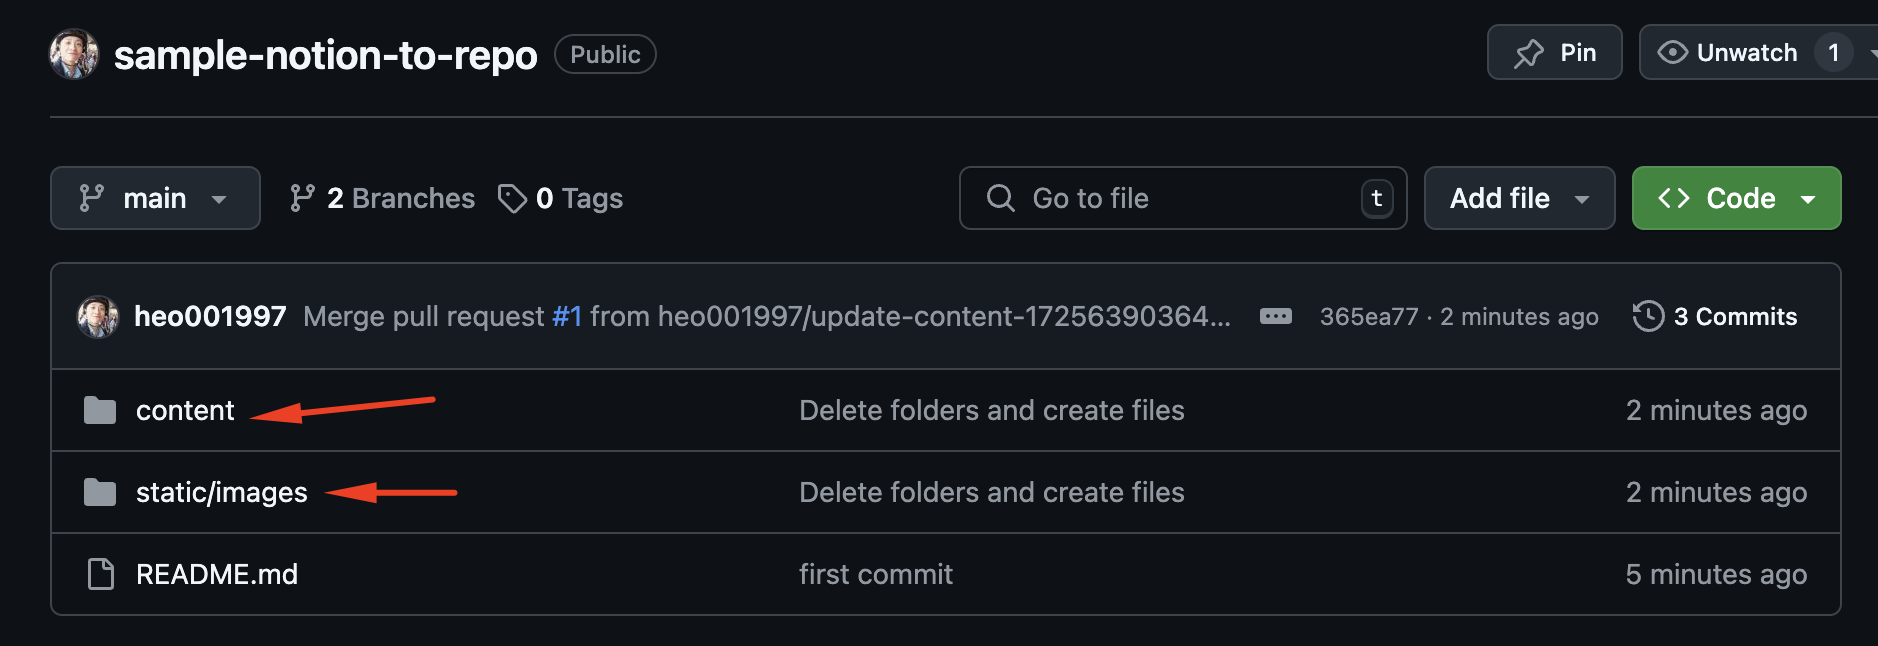 sample-notion-to-repo Public Pin Unwatch 1
main 2 Branches 0 Tags Go to file t Add file Code
heo001997 Merge pull request #1 from heo001997/update-content-17256390364... 365ea77 · 2 minutes ago 3 Commits
content Delete folders and create files 2 minutes ago
static/images Delete folders and create files 2 minutes ago
README.md first commit 5 minutes ago